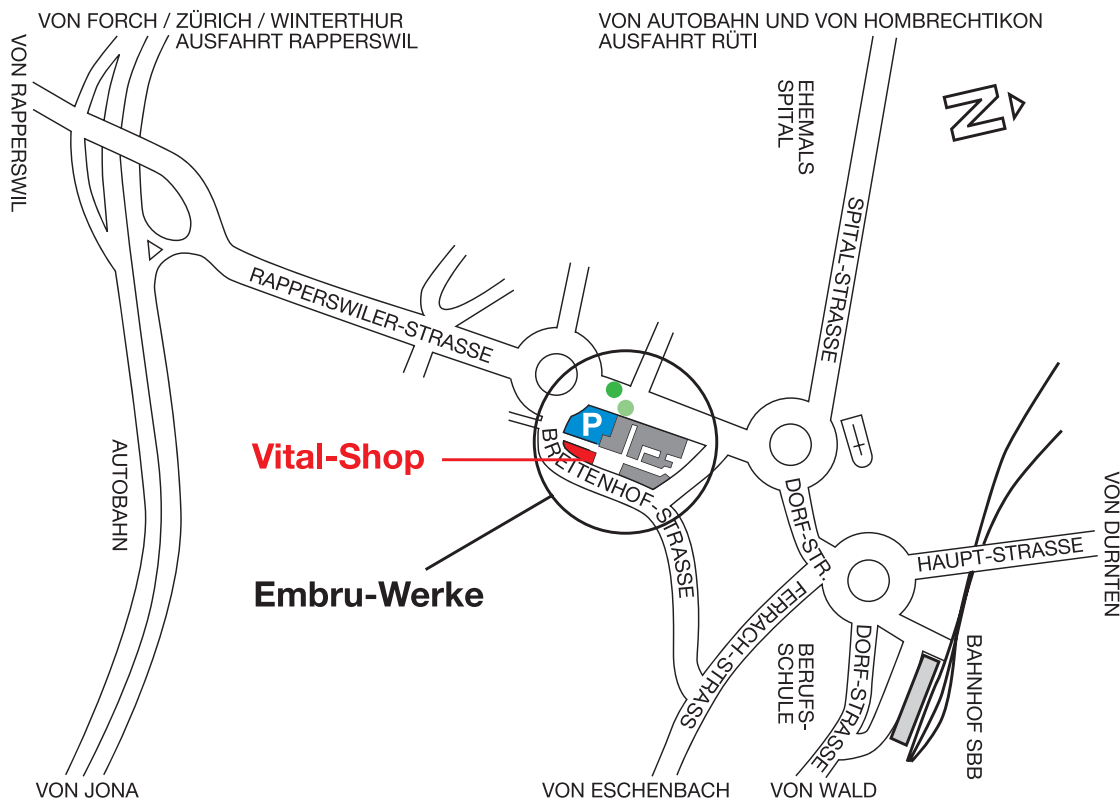 VON FORCH / ZÜRICH / WINTERTHUR
AUSFAHRT RAPPERSWIL
VON AUTOBAHN UND VON HOMBRECHTIKON
AUSFAHRT RÜTI
VON RAPPERSWIL
EHEMALS
SPITAL
N
SPITAL-STRASSE
RAPPERSWILER-STRASSE
P
Vital-Shop
BREITENHOF-STRASSE
AUTOBAHN
DORF-STR.
VON DÜRNTEN
HAUPT-STRASSE
Embru-Werke
FERRACH-STRASS
DORF-STRASSE
BERUFS-
SCHULE
BAHNHOF SBB
VON JONA
VON ESCHENBACH
VON WALD